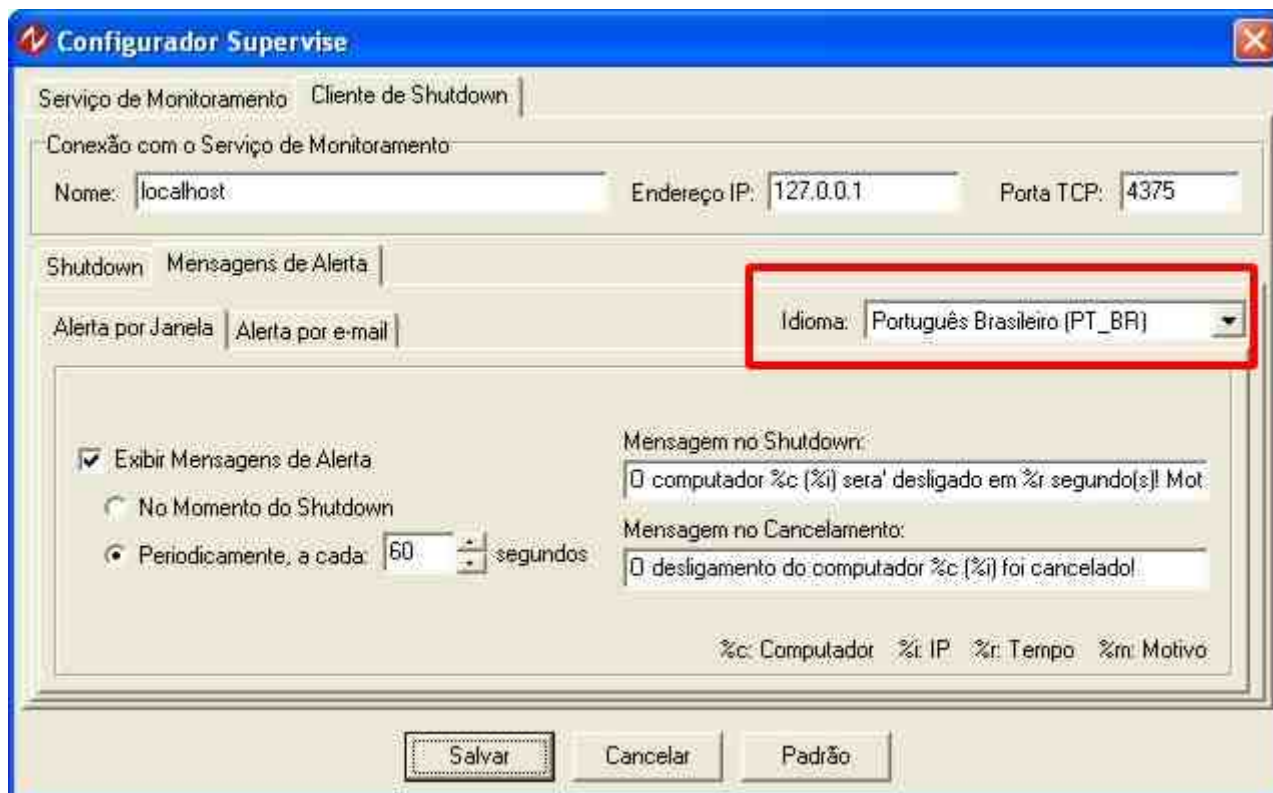 Configurador Supervise
Serviço de Monitoramento Cliente de Shutdown
Conexão com o Serviço de Monitoramento
Nome: localhost Endereço IP: 127.0.0.1 Porta TCP: 4375
Shutdown Mensagens de Alerta
Alerta por Janela Alerta por e-mail Idioma: Português Brasileiro (PT_BR)
Exibir Mensagens de Alerta
No Momento do Shutdown
Periodicamente, a cada: 60 segundos
Mensagem no Shutdown:
O computador %c (%i) sera' desligado em %r segundo(s)! Mot
Mensagem no Cancelamento:
O desligamento do computador %c (%i) foi cancelado!
%c: Computador %i: IP %r: Tempo %m: Motivo
Salvar Cancelar Padrão